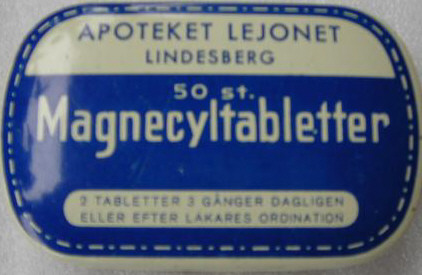 APOTEKET LEJONET
LINDESBERG
50 st.
Magnecyltabletter
2 TABLETTER 3 GÅNGER DAGLIGEN
ELLER EFTER LÄKARES ORDINATION